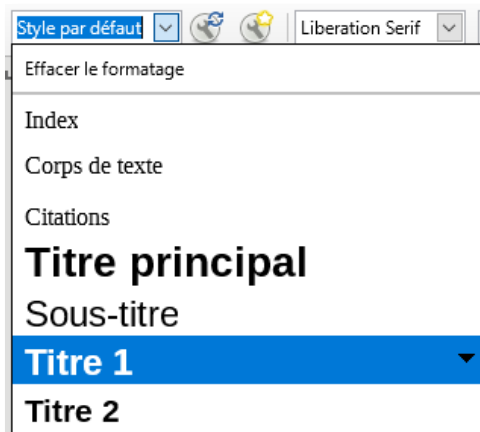 Style par défaut Liberation Serif
Effacer le formatage
Index
Corps de texte
Citations
Titre principal
Sous-titre
Titre 1
Titre 2